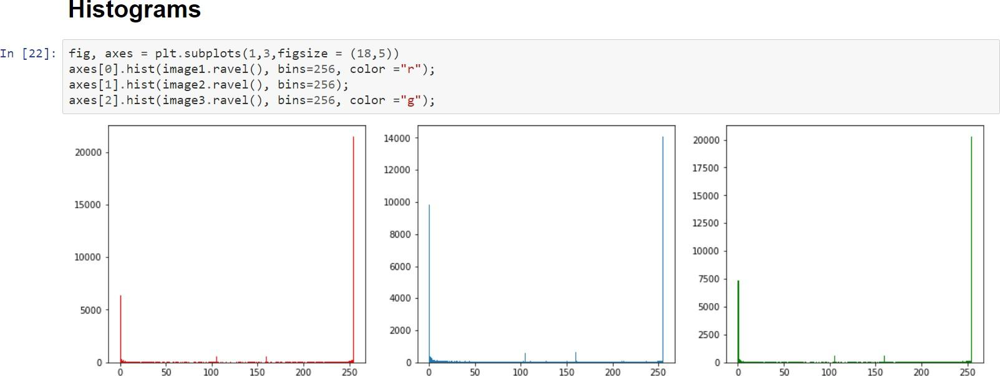 Histograms
In [22]:
fig, axes = plt.subplots(1,3,figsize = (18,5))
axes[0].hist(image1.ravel(), bins=256, color ="r");
axes[1].hist(image2.ravel(), bins=256);
axes[2].hist(image3.ravel(), bins=256, color ="g");
20000
15000
10000
5000
0
0 50 100 150 200 250
14000
12000
10000
8000
6000
4000
2000
0
0 50 100 150 200 250
20000
17500
15000
12500
10000
7500
5000
2500
0
0 50 100 150 200 250